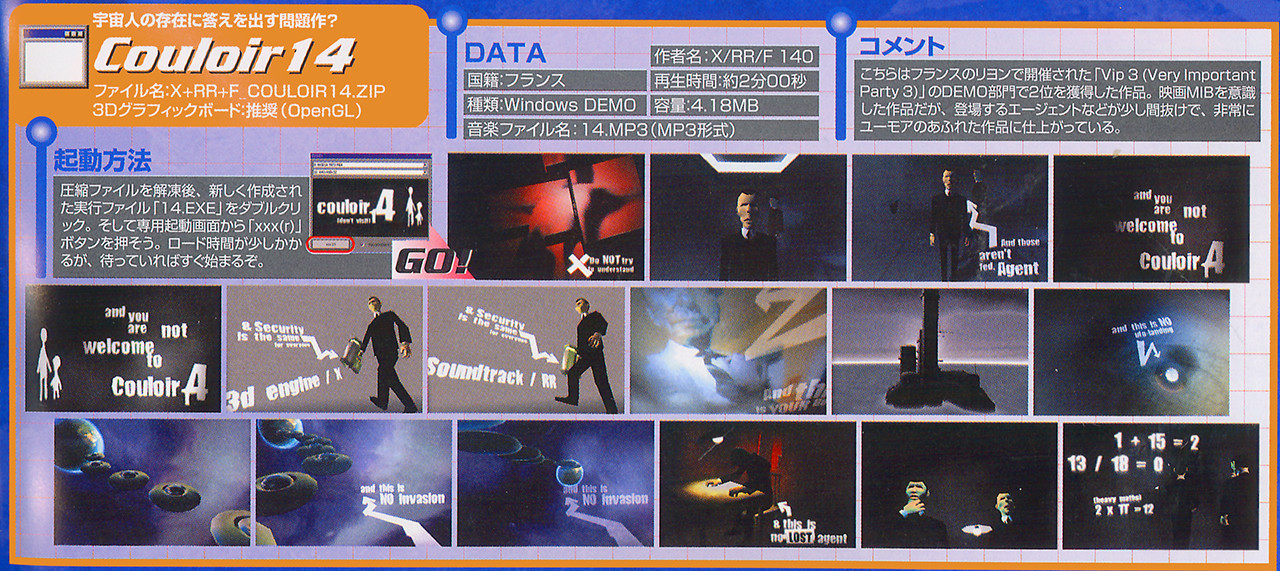 宇宙人の存在に答えを出す問題作?
Couloir 14
ファイル名:X+RR+F_COULOIR14.ZIP
3Dグラフィックボード:推奨(OpenGL)
DATA
作者名:X/RR/F 140
国籍:フランス
再生時間:約2分00秒
種類:Windows DEMO
容量:4.18MB
音楽ファイル名:14.MP3(MP3形式)
コメント
こちらはフランスのリヨンで開催された「Vip 3 (Very Important
Party 3)」のDEMO部門で2位を獲得した作品。映画MIBを意識
した作品だが、登場するエージェントなどが少し間抜けで、非常に
ユーモアのあふれた作品に仕上がっている。
起動方法
圧縮ファイルを解凍後、新しく作成され
た実行ファイル「14.EXE」をダブルクリ
ック。そして専用起動画面から「xxx(r)」
ボタンを押そう。ロード時間が少しかか
るが、待っていればすぐ始まるぞ。
couloir 4
(don't visit)
GO!
Do NOT try
to understand
And those
aren't
fed. Agent
and you
are not
welcome
to
Couloir 4
and you
are not
welcome
to
Couloir 4
& Security
is the same
for everyone
3d engine / X
& Security
is the same
for everyone
Soundtrack / RR
And th
is YOUR
and this is NO
ufo landing
and this is
NO invasion
and this is
NO invasion
& this is
no LOST agent
1 + 15 = 2
13 / 18 = 0
(heavy maths)
2 x π = 12